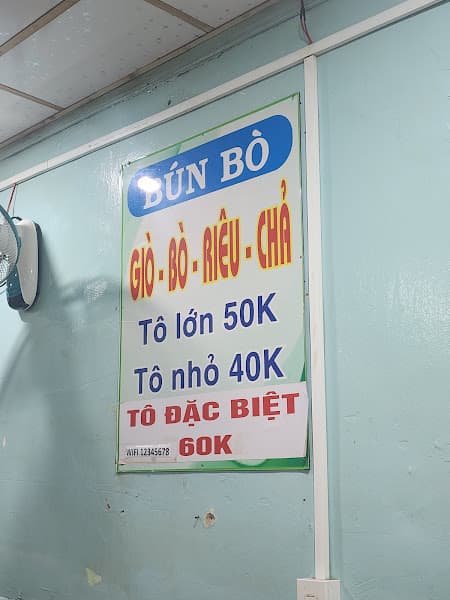 BÚN BÒ
GIÒ - BÒ - RIÊU - CHẢ
Tô lớn 50K
Tô nhỏ 40K
TÔ ĐẶC BIỆT
60K
WIFI 12345678